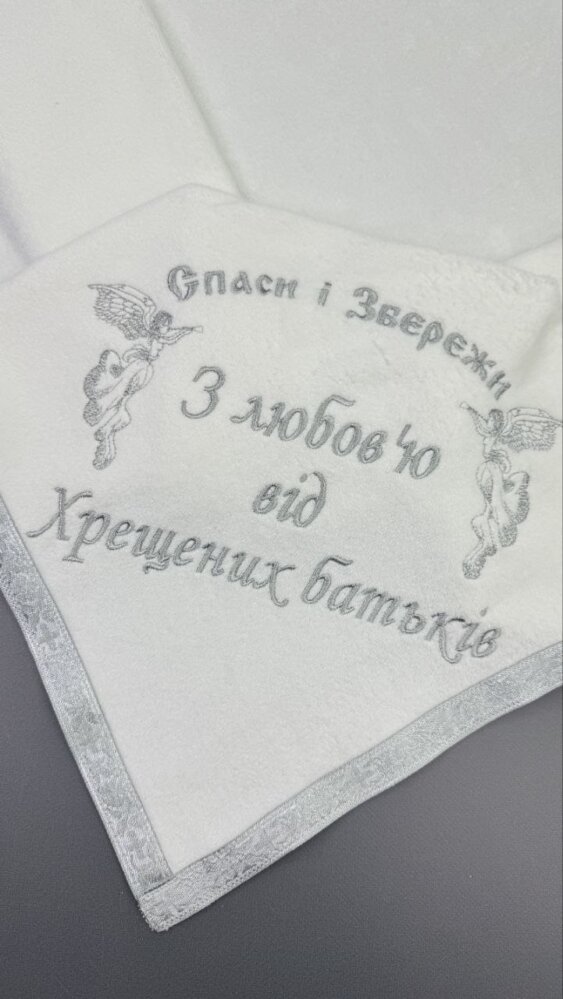 Спаси і Збережи
З любов'ю
від
Хрещених батьків